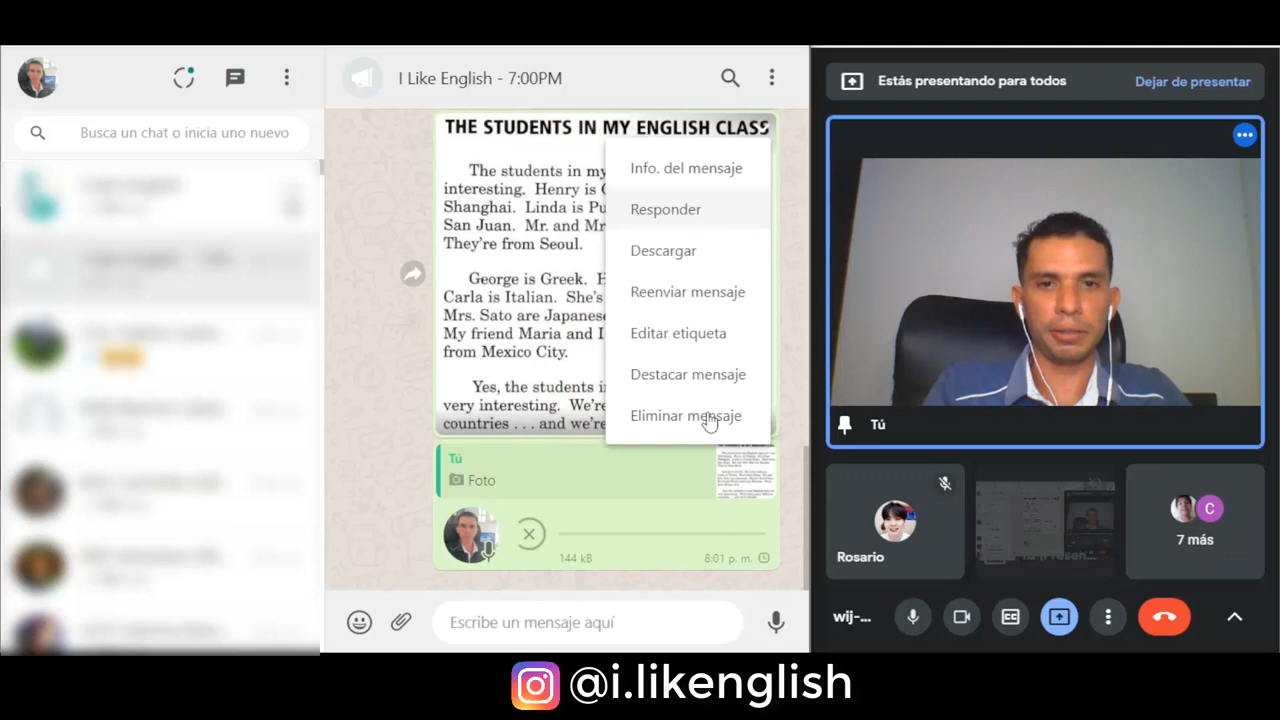 I Like English - 7:00PM
Busca un chat o inicia uno nuevo
THE STUDENTS IN MY ENGLISH CLASS
The students in my
interesting. Henry is
Shanghai. Linda is Pu
San Juan. Mr. and Mr
They're from Seoul.
George is Greek. H
Carla is Italian. She's
Mrs. Sato are Japanese
My friend Maria and I
from Mexico City.
Yes, the students i
very interesting. We're
countries . . . and we're
Info. del mensaje
Responder
Descargar
Reenviar mensaje
Editar etiqueta
Destacar mensaje
Eliminar mensaje
Tú
Foto
144 kB
8:01 p. m.
Escribe un mensaje aquí
Estás presentando para todos
Dejar de presentar
Tú
Rosario
C
7 más
wij-...
CC
@i.likenglish